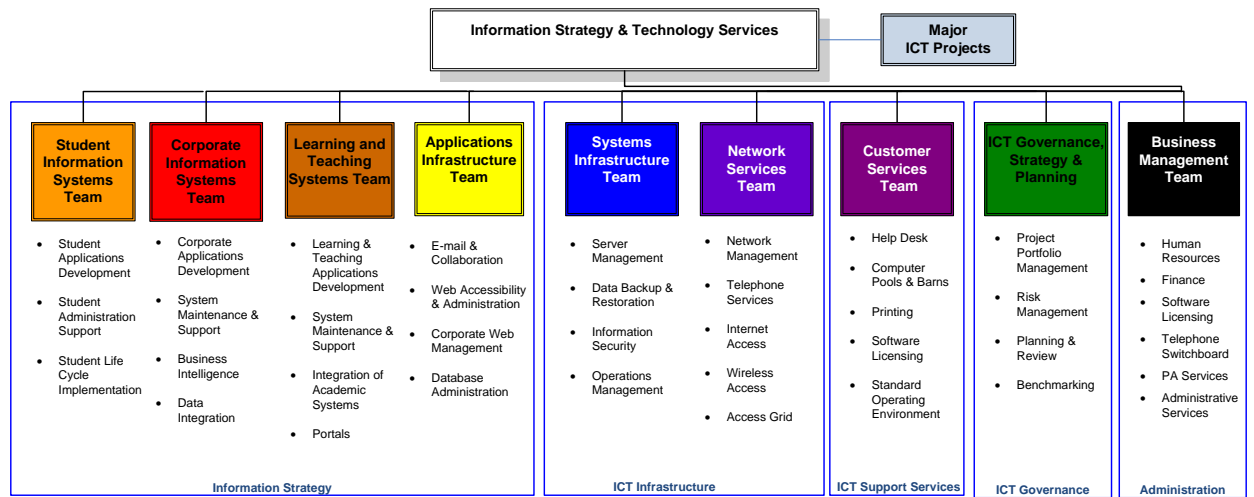 Information Strategy & Technology Services
Major
ICT Projects
Student
Information
Systems
Team
Corporate
Information
Systems
Team
Learning and
Teaching
Systems Team
Applications
Infrastructure
Team
Systems
Infrastructure
Team
Network
Services
Team
Customer
Services
Team
ICT Governance,
Strategy &
Planning
Business
Management
Team
• Student
Applications
Development
• Student
Administration
Support
• Student Life
Cycle
Implementation
• Corporate
Applications
Development
• System
Maintenance &
Support
• Business
Intelligence
• Data
Integration
• Learning &
Teaching
Applications
Development
• System
Maintenance &
Support
• Integration of
Academic
Systems
• Portals
• E-mail &
Collaboration
• Web Accessibility
& Administration
• Corporate Web
Management
• Database
Administration
• Server
Management
• Data Backup &
Restoration
• Information
Security
• Operations
Management
• Network
Management
• Telephone
Services
• Internet
Access
• Wireless
Access
• Access Grid
• Help Desk
• Computer
Pools & Barns
• Printing
• Software
Licensing
• Standard
Operating
Environment
• Project
Portfolio
Management
• Risk
Management
• Planning &
Review
• Benchmarking
• Human
Resources
• Finance
• Software
Licensing
• Telephone
Switchboard
• PA Services
• Administrative
Services
Information Strategy
ICT Infrastructure
ICT Support Services
ICT Governance
Administration